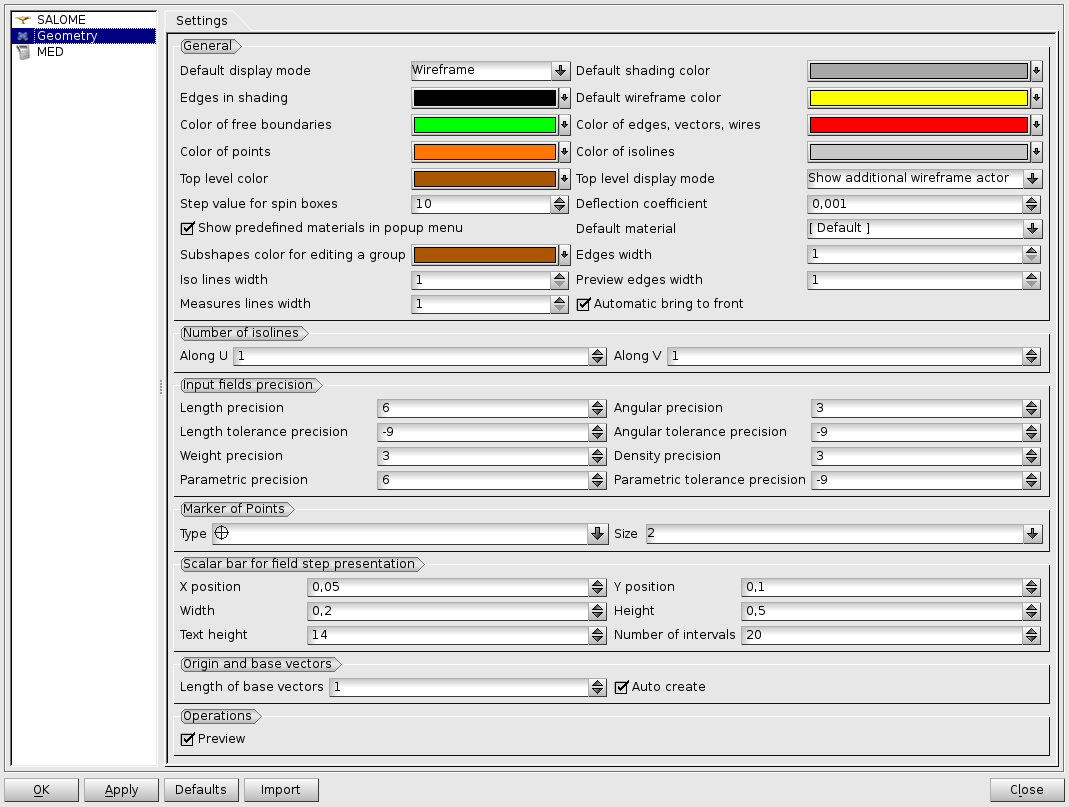 SALOME
Geometry
MED
Settings
General
Default display mode Wireframe Default shading color
Edges in shading Default wireframe color
Color of free boundaries Color of edges, vectors, wires
Color of points Color of isolines
Top level color Top level display mode Show additional wireframe actor
Step value for spin boxes 10 Deflection coefficient 0,001
Show predefined materials in popup menu Default material [ Default ]
Subshapes color for editing a group Edges width 1
Iso lines width 1 Preview edges width 1
Measures lines width 1 Automatic bring to front
Number of isolines
Along U 1 Along V 1
Input fields precision
Length precision 6 Angular precision 3
Length tolerance precision -9 Angular tolerance precision -9
Weight precision 3 Density precision 3
Parametric precision 6 Parametric tolerance precision -9
Marker of Points
Type Size 2
Scalar bar for field step presentation
X position 0,05 Y position 0,1
Width 0,2 Height 0,5
Text height 14 Number of intervals 20
Origin and base vectors
Length of base vectors 1 Auto create
Operations
Preview
OK Apply Defaults Import Close